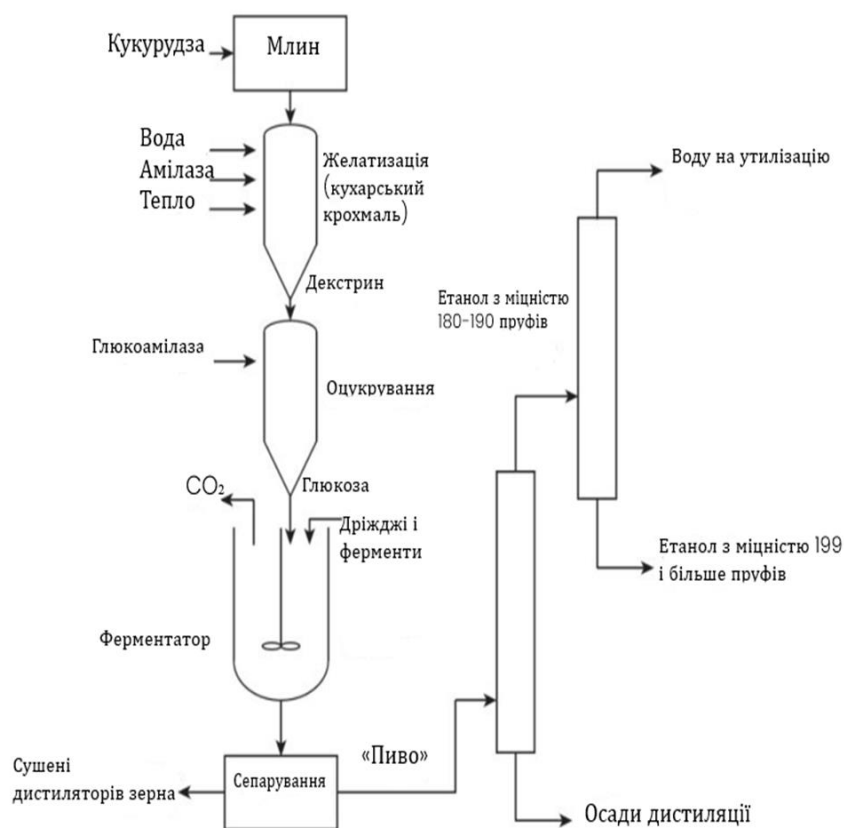 Кукурудза
Млин
Вода
Амілаза
Тепло
Желатизація
(кухарський
крохмаль)
Декстрин
Глюкоамілаза
Оцукрування
Глюкоза
CO₂
Дріжджі і
ферменти
Ферментатор
Сепарування
Сушені
дистиляторів зерна
«Пиво»
Осади дистиляції
Етанол з міцністю
180-190 пруфів
Воду на утилізацію
Етанол з міцністю 199
і більше пруфів